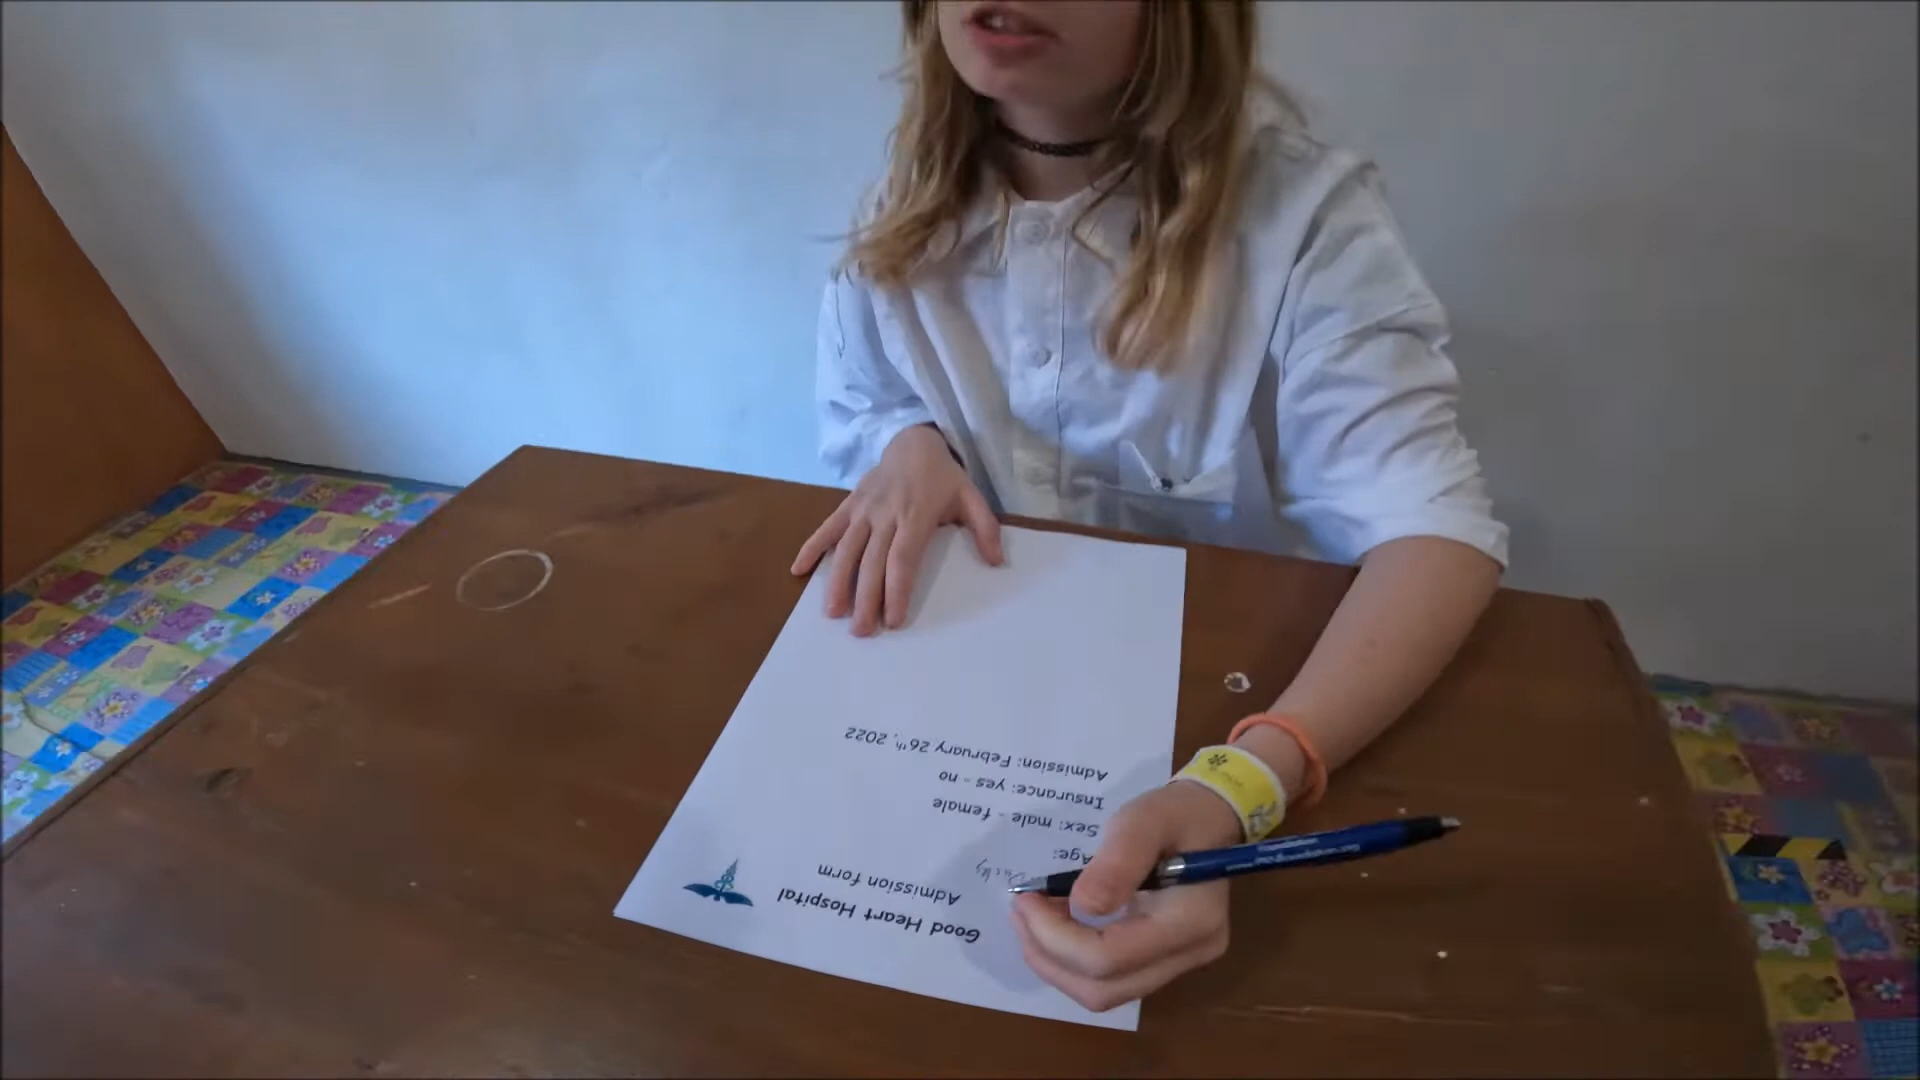 Good Heart Hospital
Admission form
Age:
Sex: male - female
Insurance: yes - no
Admission: February 26th, 2022